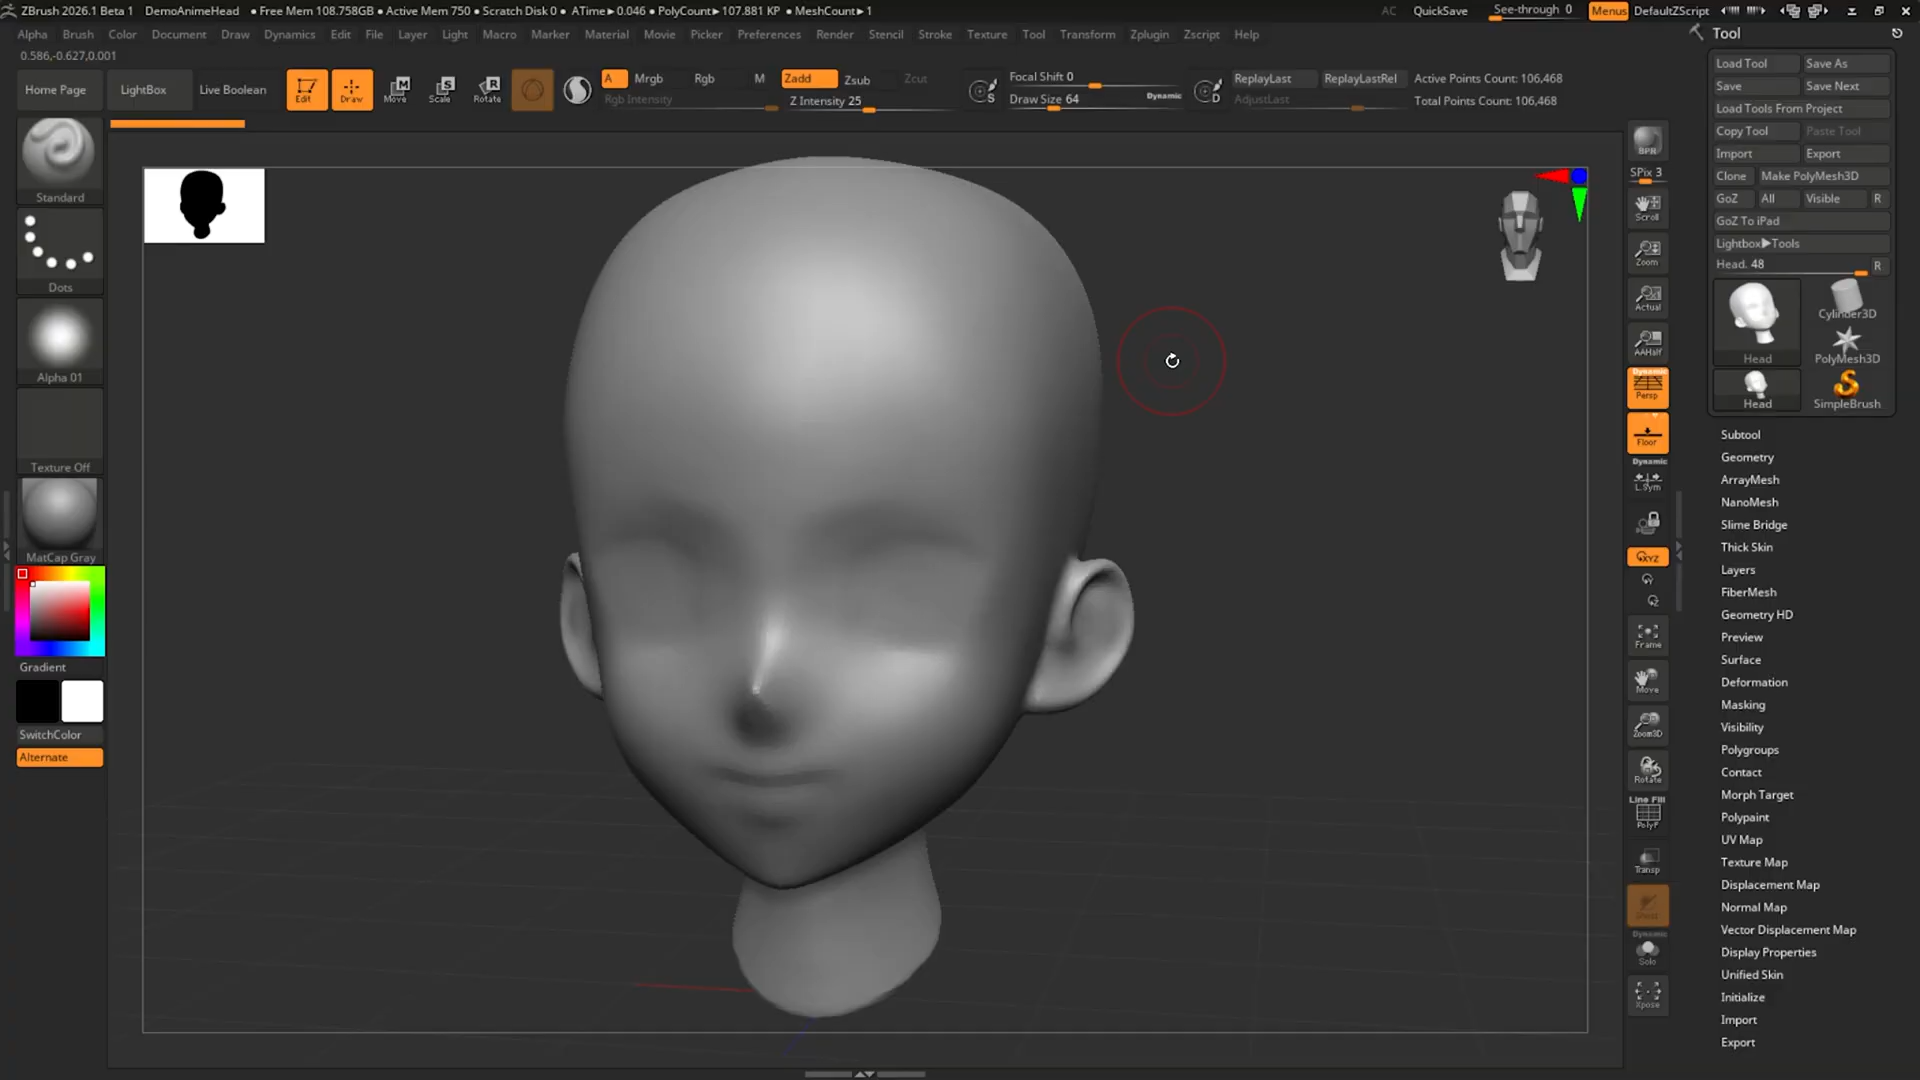 ZBrush 2026.1 Beta 1 DemoAnimeHead • Free Mem 108.758GB • Active Mem 750 • Scratch Disk 0 • ATime►0.046 • PolyCount►107.881 KP • MeshCount►1 AC QuickSave See-through 0 Menus DefaultZScript
Alpha Brush Color Document Draw Dynamics Edit File Layer Light Macro Marker Material Movie Picker Preferences Render Stencil Stroke Texture Tool Transform Zplugin Zscript Help
0.586,-0.627,0.001
Home Page LightBox Live Boolean Edit Draw Move Scale Rotate
M S R
A Mrgb Rgb M Zadd Zsub Zcut
Rgb Intensity Z Intensity 25
S Focal Shift 0
Draw Size 64 Dynamic
D ReplayLast ReplayLastRel
AdjustLast
Active Points Count: 106,468
Total Points Count: 106,468
Standard
Dots
Alpha 01
Texture Off
MatCap Gray
Gradient
SwitchColor
Alternate
BPR
SPix 3
Scroll
Zoom
Actual
AAHalf
Dynamic
Persp
Floor
Dynamic
L.Sym
XYZ
Frame
Move
Zoom3D
Rotate
Line Fill
PolyF
Transp
Ghost
Dynamic
Solo
Xpose
Tool
Load Tool Save As
Save Save Next
Load Tools From Project
Copy Tool Paste Tool
Import Export
Clone Make PolyMesh3D
GoZ All Visible R
GoZ To iPad
Lightbox►Tools
Head. 48 R
Head Cylinder3D
PolyMesh3D
Head SimpleBrush
Subtool
Geometry
ArrayMesh
NanoMesh
Slime Bridge
Thick Skin
Layers
FiberMesh
Geometry HD
Preview
Surface
Deformation
Masking
Visibility
Polygroups
Contact
Morph Target
Polypaint
UV Map
Texture Map
Displacement Map
Normal Map
Vector Displacement Map
Display Properties
Unified Skin
Initialize
Import
Export